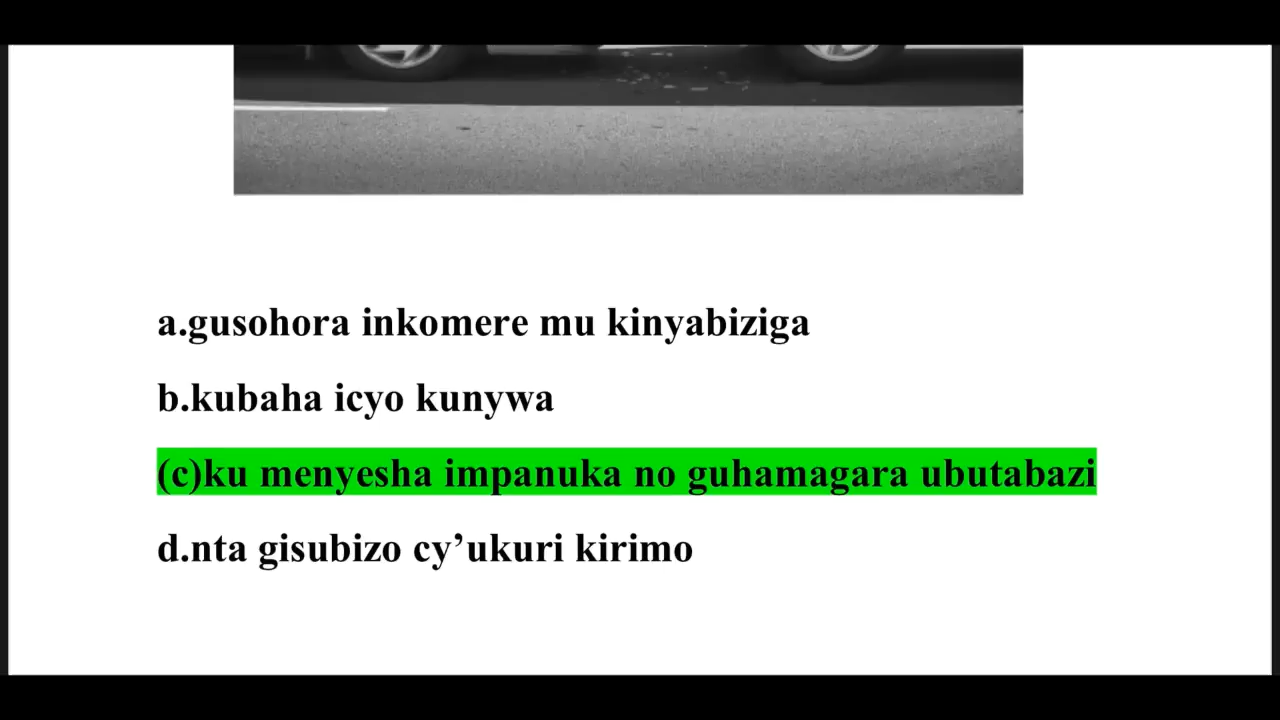 a.gusohora inkomere mu kinyabiziga
b.kubaha icyo kunywa
(c)ku menyesha impanuka no guhamagara ubutabazi
d.nta gisubizo cy’ukuri kirimo